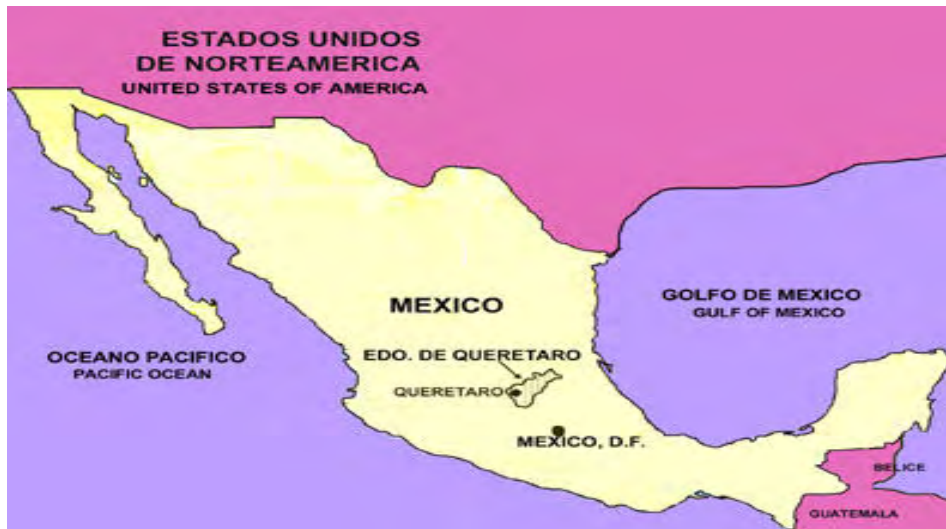 ESTADOS UNIDOS
DE NORTEAMERICA
UNITED STATES OF AMERICA
MEXICO
GOLFO DE MEXICO
GULF OF MEXICO
OCEANO PACIFICO
PACIFIC OCEAN
EDO. DE QUERETARO
QUERETARO
MEXICO, D.F.
BELICE
GUATEMALA